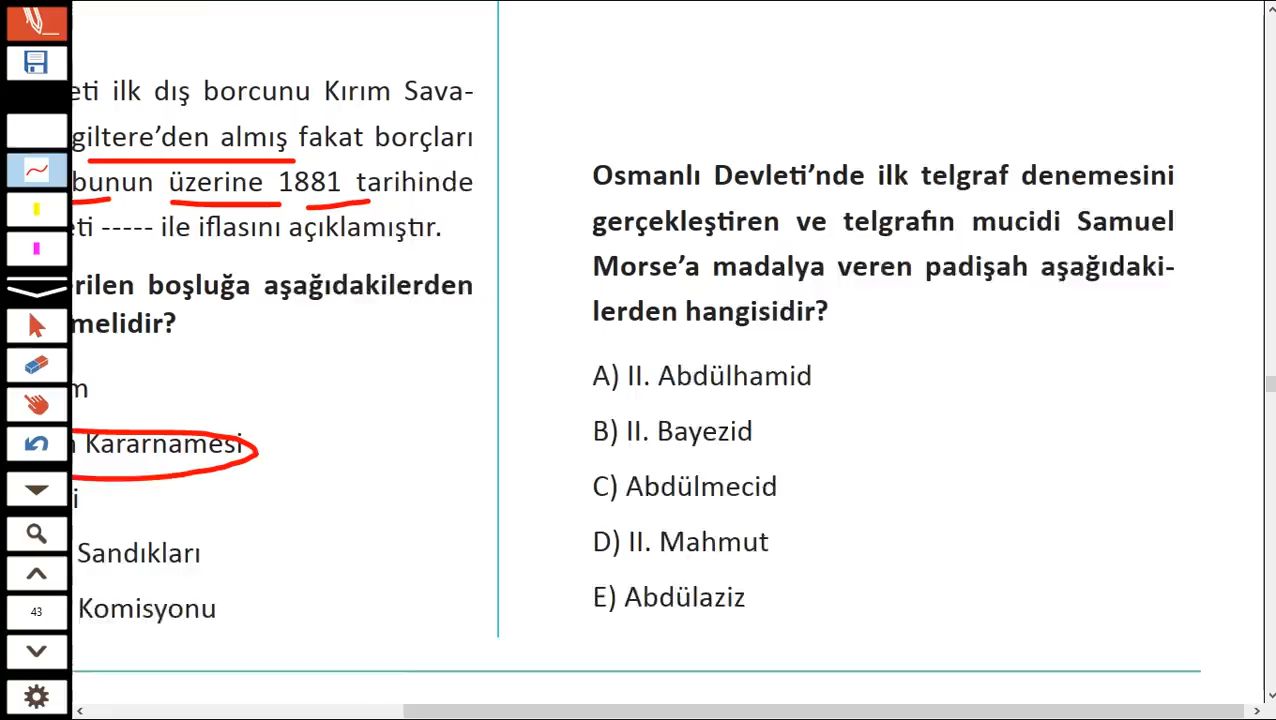 eti ilk dış borcunu Kırım Sava-
giltere’den almış fakat borçları
bunun üzerine 1881 tarihinde
eti ----- ile iflasını açıklamıştır.
erilen boşluğa aşağıdakilerden
melidir?
m
n Kararnamesi
i
Sandıkları
Komisyonu
Osmanlı Devleti’nde ilk telgraf denemesini
gerçekleştiren ve telgrafın mucidi Samuel
Morse’a madalya veren padişah aşağıdaki-
lerden hangisidir?
A) II. Abdülhamid
B) II. Bayezid
C) Abdülmecid
D) II. Mahmut
E) Abdülaziz
43